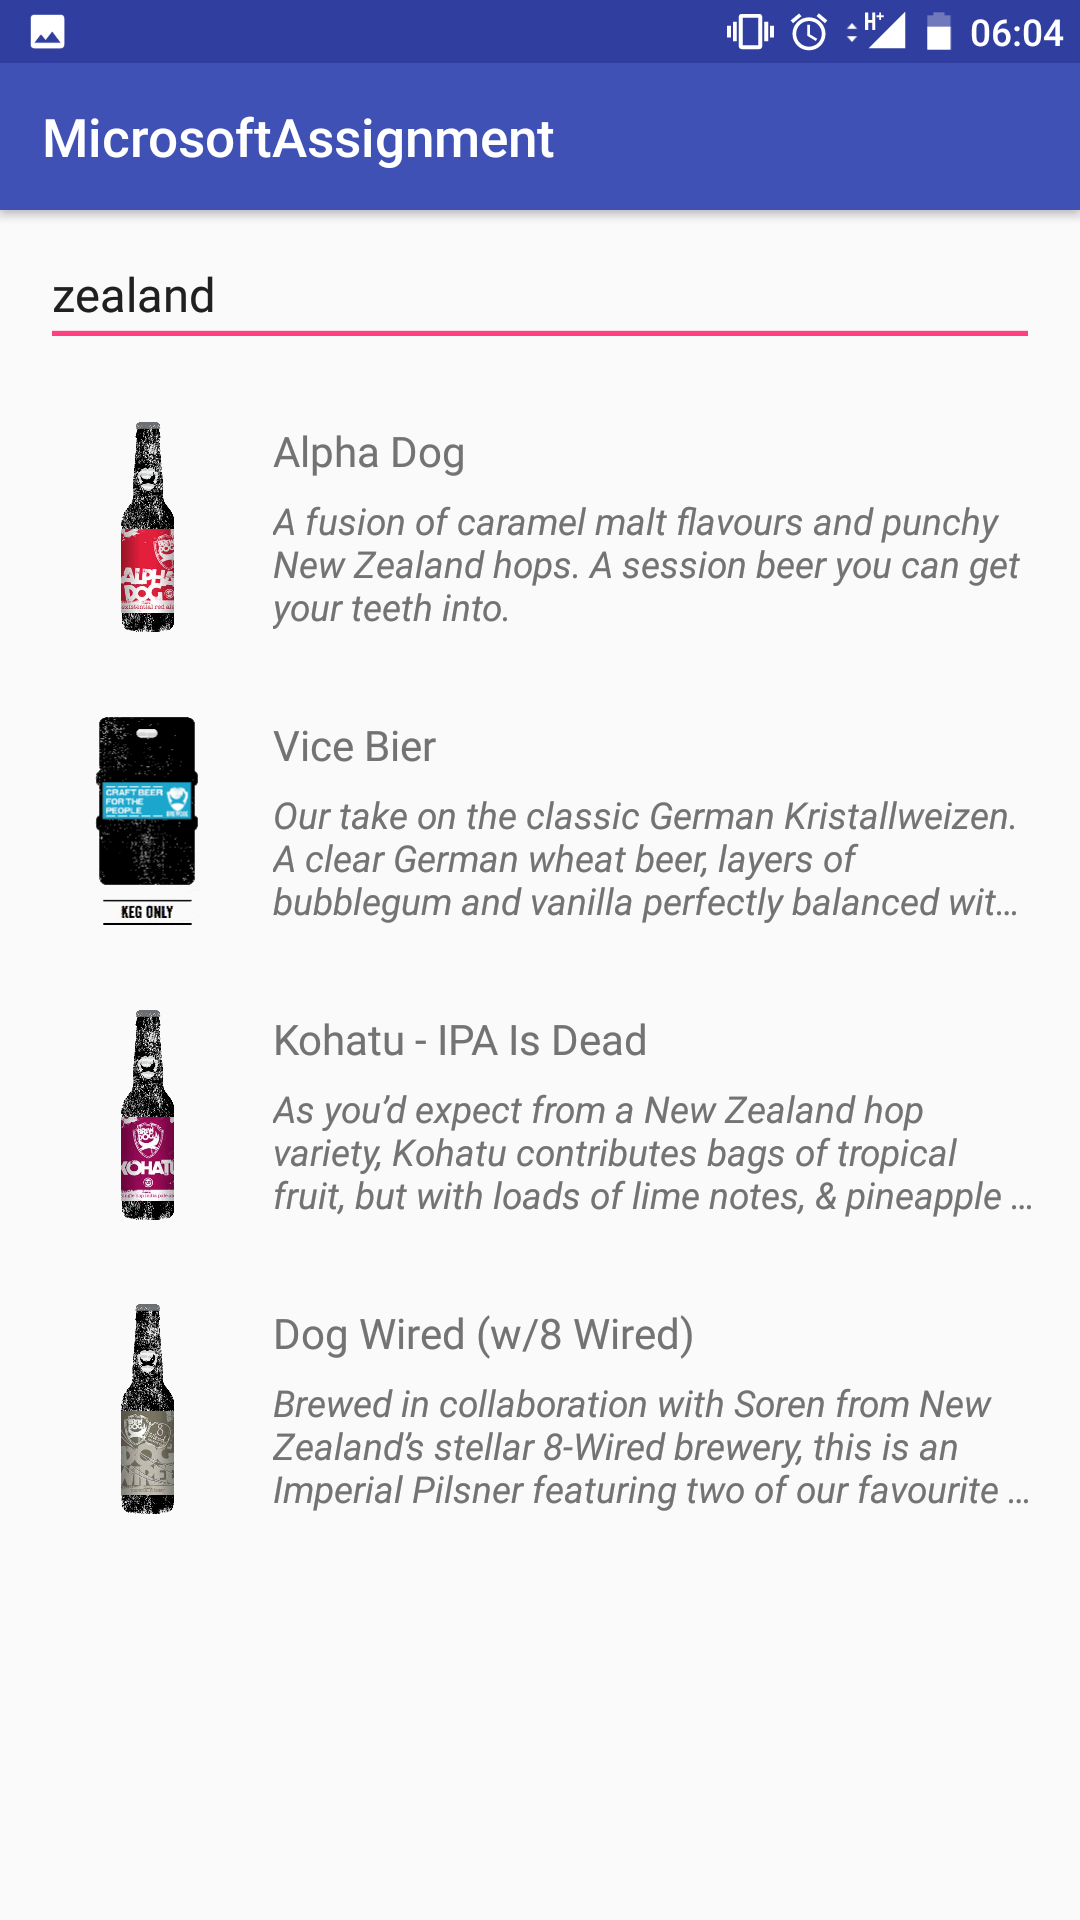 H+ 06:04
MicrosoftAssignment
zealand
Alpha Dog
A fusion of caramel malt flavours and punchy
New Zealand hops. A session beer you can get
your teeth into.
ALPHA
DOG
Vice Bier
Our take on the classic German Kristallweizen.
A clear German wheat beer, layers of
bubblegum and vanilla perfectly balanced wit…
CRAFT BEER
FOR THE
PEOPLE
KEG ONLY
Kohatu - IPA Is Dead
As you’d expect from a New Zealand hop
variety, Kohatu contributes bags of tropical
fruit, but with loads of lime notes, & pineapple …
KOHATU
Dog Wired (w/8 Wired)
Brewed in collaboration with Soren from New
Zealand’s stellar 8-Wired brewery, this is an
Imperial Pilsner featuring two of our favourite …
DOG
WIRED